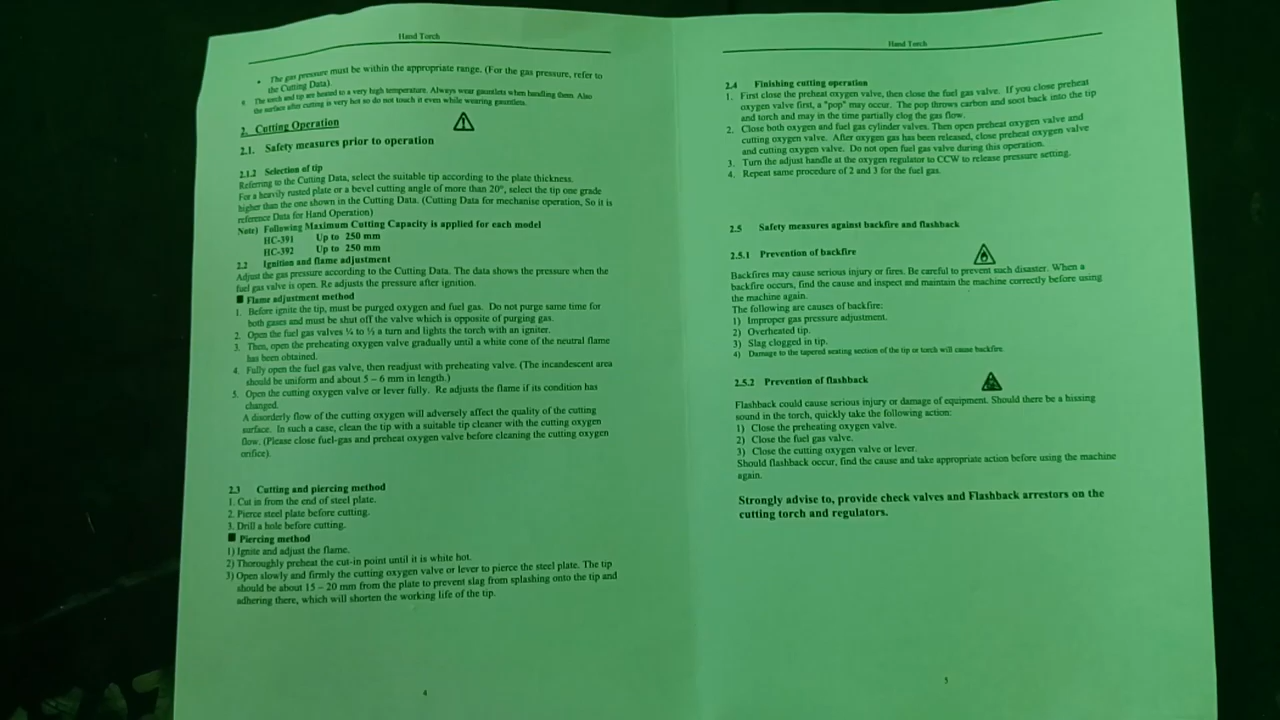 Hand Torch
• The gas pressure must be within the appropriate range. (For the gas pressure, refer to
the Cutting Data)
The torch and tip are heated to a very high temperature. Always wear gauntlets when handling them. Also
the surface after cutting is very hot so do not touch it even while wearing gauntlets.
2. Cutting Operation
2.1. Safety measures prior to operation
2.1.2 Selection of tip
Referring to the Cutting Data, select the suitable tip according to the plate thickness.
For a heavily rusted plate or a bevel cutting angle of more than 20°, select the tip one grade
higher than the one shown in the Cutting Data. (Cutting Data for mechanise operation, So it is
reference Data for Hand Operation)
Note) Following Maximum Cutting Capacity is applied for each model
HC-391 Up to 250 mm
HC-392 Up to 250 mm
2.2 Ignition and flame adjustment
Adjust the gas pressure according to the Cutting Data. The data shows the pressure when the
fuel gas valve is open. Re adjusts the pressure after ignition.
■ Flame adjustment method
1. Before ignite the tip, must be purged oxygen and fuel gas. Do not purge same time for
both gases and must be shut off the valve which is opposite of purging gas.
2. Open the fuel gas valves ¼ to ½ a turn and lights the torch with an igniter.
3. Then, open the preheating oxygen valve gradually until a white cone of the neutral flame
has been obtained.
4. Fully open the fuel gas valve, then readjust with preheating valve. (The incandescent area
should be uniform and about 5 – 6 mm in length.)
5. Open the cutting oxygen valve or lever fully. Re adjusts the flame if its condition has
changed.
A disorderly flow of the cutting oxygen will adversely affect the quality of the cutting
surface. In such a case, clean the tip with a suitable tip cleaner with the cutting oxygen
flow. (Please close fuel-gas and preheat oxygen valve before cleaning the cutting oxygen
orifice).
2.3 Cutting and piercing method
1. Cut in from the end of steel plate.
2. Pierce steel plate before cutting.
3. Drill a hole before cutting.
■ Piercing method
1) Ignite and adjust the flame.
2) Thoroughly preheat the cut-in point until it is white hot.
3) Open slowly and firmly the cutting oxygen valve or lever to pierce the steel plate. The tip
should be about 15 – 20 mm from the plate to prevent slag from splashing onto the tip and
adhering there, which will shorten the working life of the tip.
4
Hand Torch
2.4 Finishing cutting operation
1. First close the preheat oxygen valve, then close the fuel gas valve. If you close preheat
oxygen valve first, a "pop" may occur. The pop throws carbon and soot back into the tip
and torch and may in the time partially clog the gas flow.
2. Close both oxygen and fuel gas cylinder valves. Then open preheat oxygen valve and
cutting oxygen valve. After oxygen gas has been released, close preheat oxygen valve
and cutting oxygen valve. Do not open fuel gas valve during this operation.
3. Turn the adjust handle at the oxygen regulator to CCW to release pressure setting.
4. Repeat same procedure of 2 and 3 for the fuel gas.
2.5 Safety measures against backfire and flashback
2.5.1 Prevention of backfire
Backfires may cause serious injury or fires. Be careful to prevent such disaster. When a
backfire occurs, find the cause and inspect and maintain the machine correctly before using
the machine again.
The following are causes of backfire:
1) Improper gas pressure adjustment.
2) Overheated tip.
3) Slag clogged in tip.
4) Damage to the tapered seating section of the tip or torch will cause backfire.
2.5.2 Prevention of flashback
Flashback could cause serious injury or damage of equipment. Should there be a hissing
sound in the torch, quickly take the following action:
1) Close the preheating oxygen valve.
2) Close the fuel gas valve.
3) Close the cutting oxygen valve or lever.
Should flashback occur, find the cause and take appropriate action before using the machine
again.
Strongly advise to, provide check valves and Flashback arrestors on the
cutting torch and regulators.
5